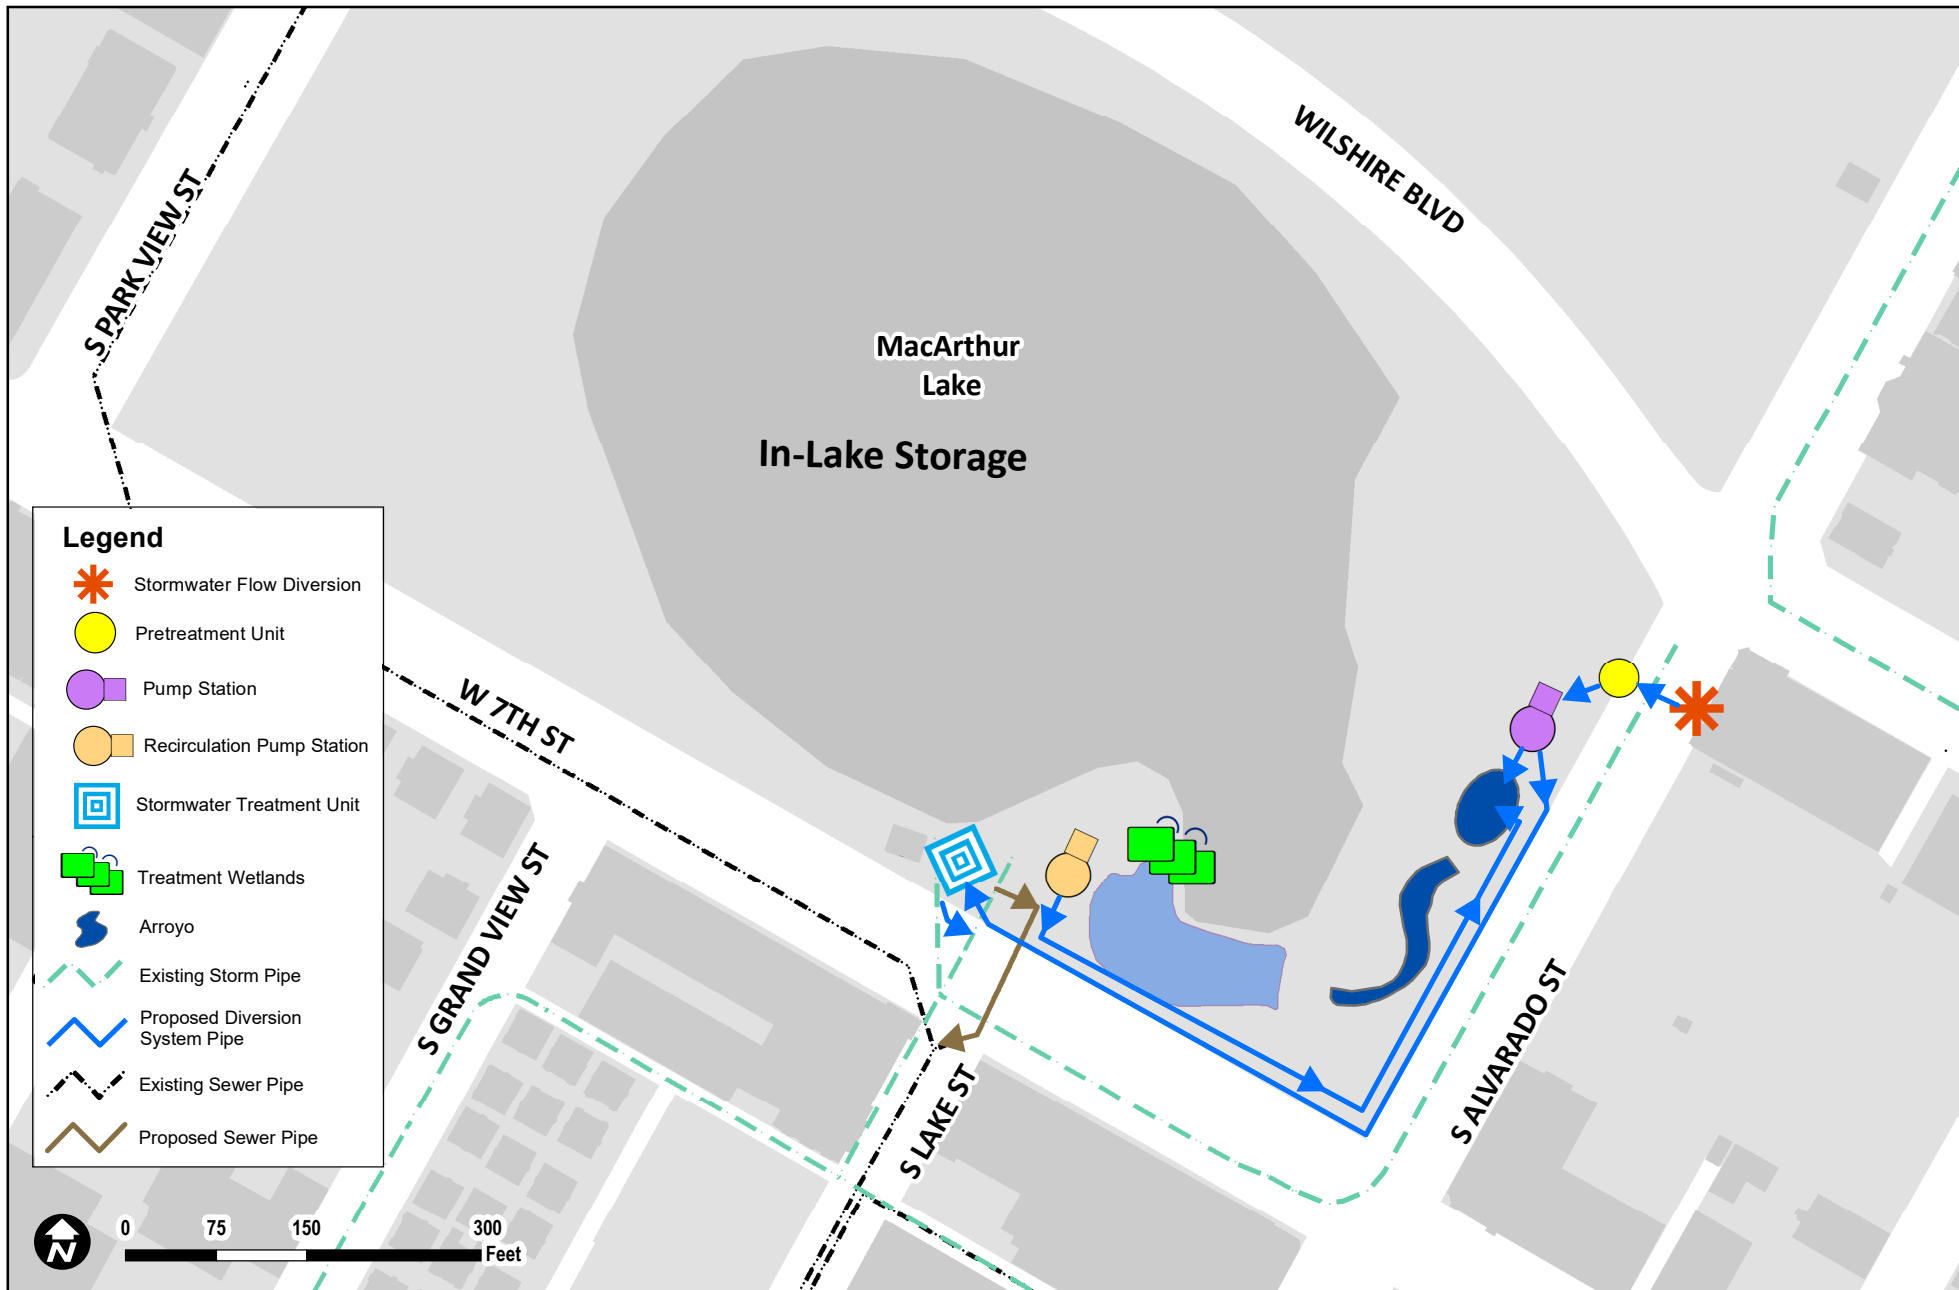 WILSHIRE BLVD
S PARK VIEW ST
MacArthur
Lake
In-Lake Storage
W 7TH ST
S GRAND VIEW ST
S LAKE ST
S ALVARADO ST
Legend
Stormwater Flow Diversion
Pretreatment Unit
Pump Station
Recirculation Pump Station
Stormwater Treatment Unit
Treatment Wetlands
Arroyo
Existing Storm Pipe
Proposed Diversion
System Pipe
Existing Sewer Pipe
Proposed Sewer Pipe
N
0 75 150 300
Feet